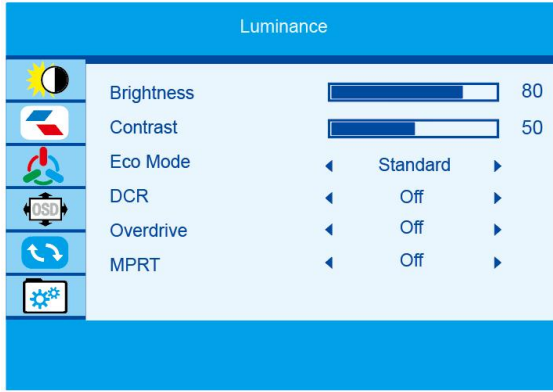 Luminance
Brightness 80
Contrast 50
Eco Mode Standard
DCR Off
OSD
Overdrive Off
MPRT Off